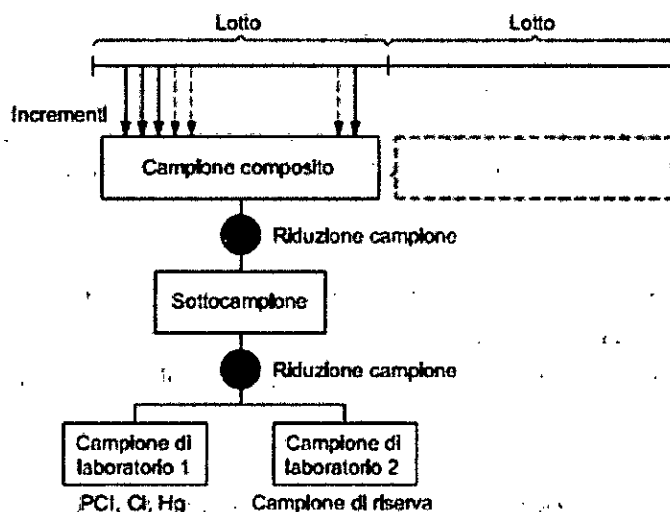 Lotto
Lotto
Incrementi
Campione composito
Riduzione campione
Sottocampione
Riduzione campione
Campione di
laboratorio 1
Campione di
laboratorio 2
PCI, Cl, Hg
Campione di riserva